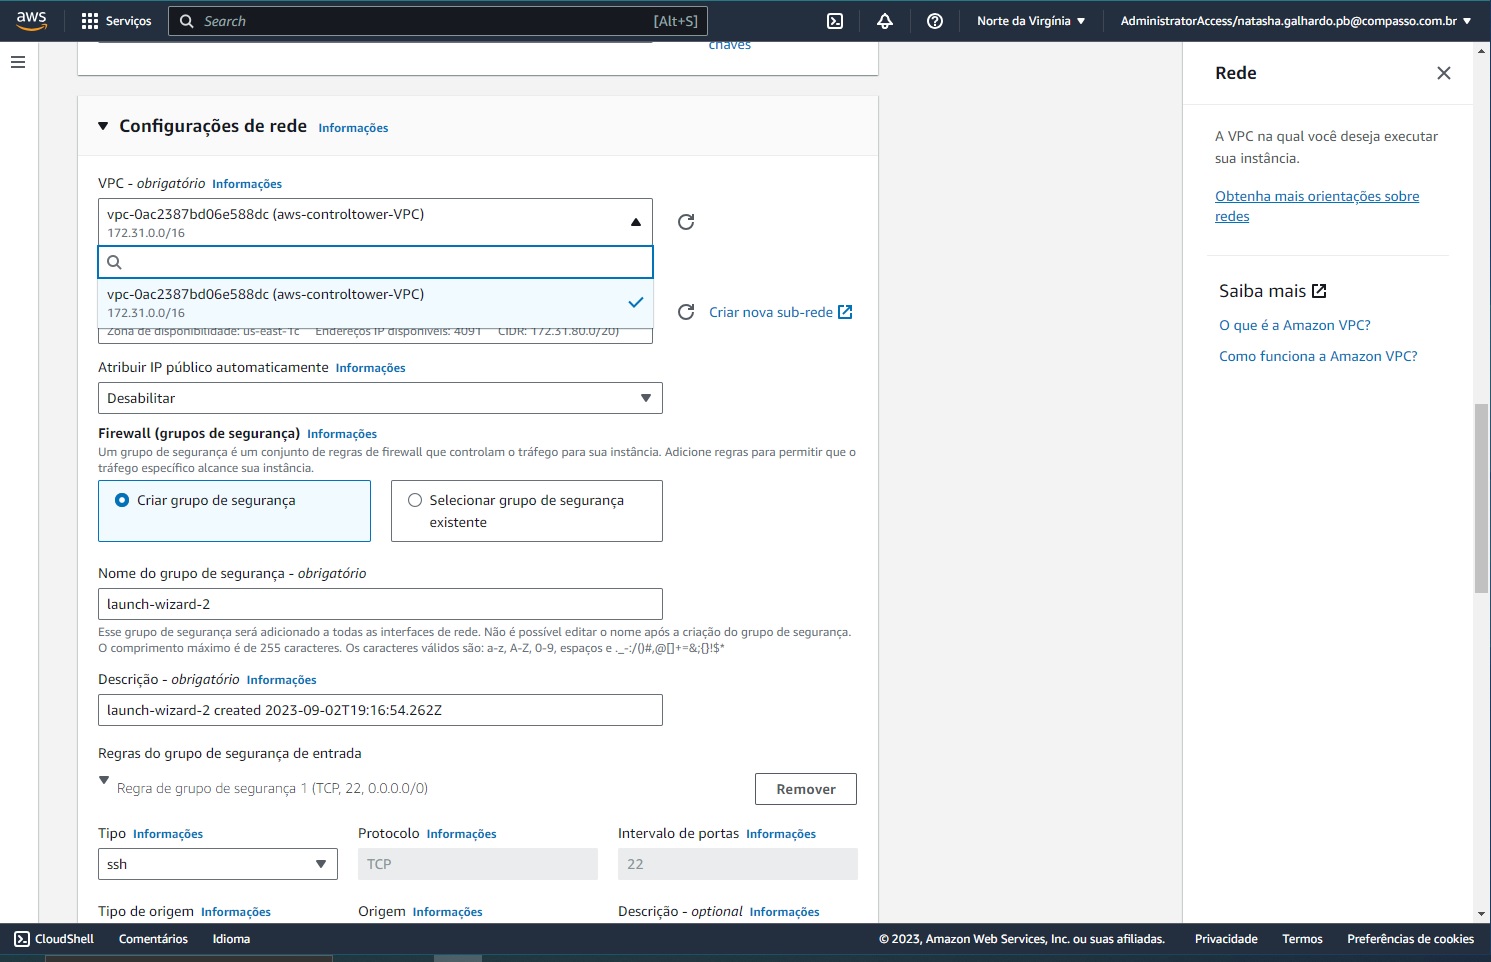 aws
Serviços
Search
[Alt+S]
Norte da Virgínia
AdministratorAccess/natasha.galhardo.pb@compasso.com.br
chaves
Configurações de rede Informações
VPC - obrigatório Informações
vpc-0ac2387bd06e588dc (aws-controltower-VPC)
172.31.0.0/16
vpc-0ac2387bd06e588dc (aws-controltower-VPC)
172.31.0.0/16
Zona de disponibilidade: us-east-1c Endereços IP disponíveis: 4091 CIDR: 172.31.80.0/20)
Criar nova sub-rede
Atribuir IP público automaticamente Informações
Desabilitar
Firewall (grupos de segurança) Informações
Um grupo de segurança é um conjunto de regras de firewall que controlam o tráfego para sua instância. Adicione regras para permitir que o
tráfego específico alcance sua instância.
Criar grupo de segurança
Selecionar grupo de segurança
existente
Nome do grupo de segurança - obrigatório
launch-wizard-2
Esse grupo de segurança será adicionado a todas as interfaces de rede. Não é possível editar o nome após a criação do grupo de segurança.
O comprimento máximo é de 255 caracteres. Os caracteres válidos são: a-z, A-Z, 0-9, espaços e ._-:/()#,@[]+=&;{}!$*
Descrição - obrigatório Informações
launch-wizard-2 created 2023-09-02T19:16:54.262Z
Regras do grupo de segurança de entrada
Regra de grupo de segurança 1 (TCP, 22, 0.0.0.0/0)
Remover
Tipo Informações
Protocolo Informações
Intervalo de portas Informações
ssh
TCP
22
Tipo de origem Informações
Origem Informações
Descrição - optional Informações
Rede
A VPC na qual você deseja executar
sua instância.
Obtenha mais orientações sobre
redes
Saiba mais
O que é a Amazon VPC?
Como funciona a Amazon VPC?
CloudShell
Comentários
Idioma
© 2023, Amazon Web Services, Inc. ou suas afiliadas.
Privacidade
Termos
Preferências de cookies